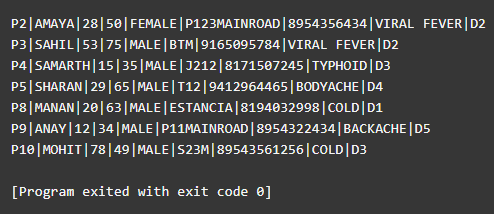 P2|AMAYA|28|50|FEMALE|P123MAINROAD|8954356434|VIRAL FEVER|D2
P3|SAHIL|53|75|MALE|BTM|9165095784|VIRAL FEVER|D2
P4|SAMARTH|15|35|MALE|J212|8171507245|TYPHOID|D3
P5|SHARAN|29|65|MALE|T12|9412964465|BODYACHE|D4
P8|MANAN|20|63|MALE|ESTANCIA|8194032998|COLD|D1
P9|ANAY|12|34|MALE|P11MAINROAD|8954322434|BACKACHE|D5
P10|MOHIT|78|49|MALE|S23M|89543561256|COLD|D3
[Program exited with exit code 0]